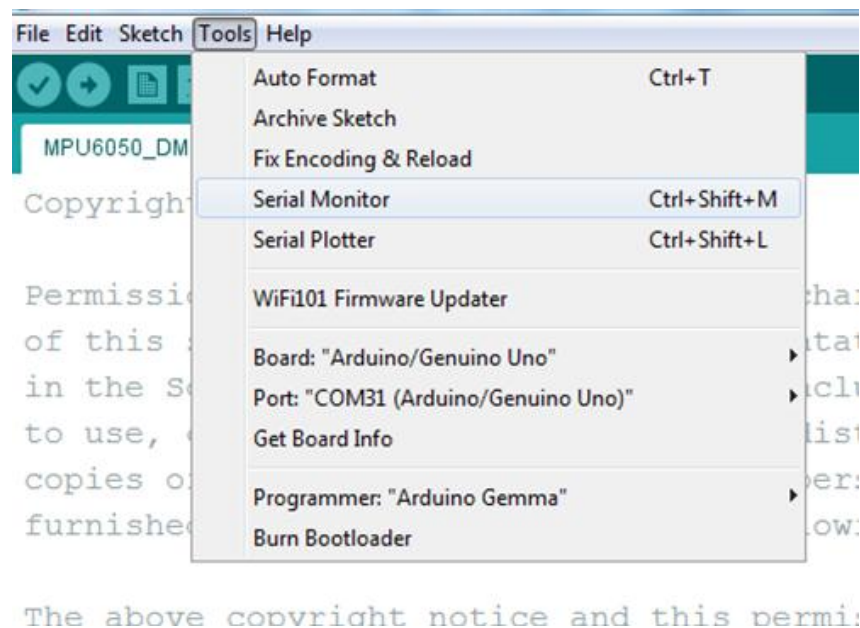 File Edit Sketch Tools Help
Auto Format Ctrl+T
Archive Sketch
MPU6050_DM
Fix Encoding & Reload
Copyrigh
Serial Monitor Ctrl+Shift+M
Serial Plotter Ctrl+Shift+L
Permissi
WiFi101 Firmware Updater
of this
Board: "Arduino/Genuino Uno"
in the
Port: "COM31 (Arduino/Genuino Uno)"
to use,
Get Board Info
copies
Programmer: "Arduino Gemma"
furnishe
Burn Bootloader
The above copyright notice and this permis